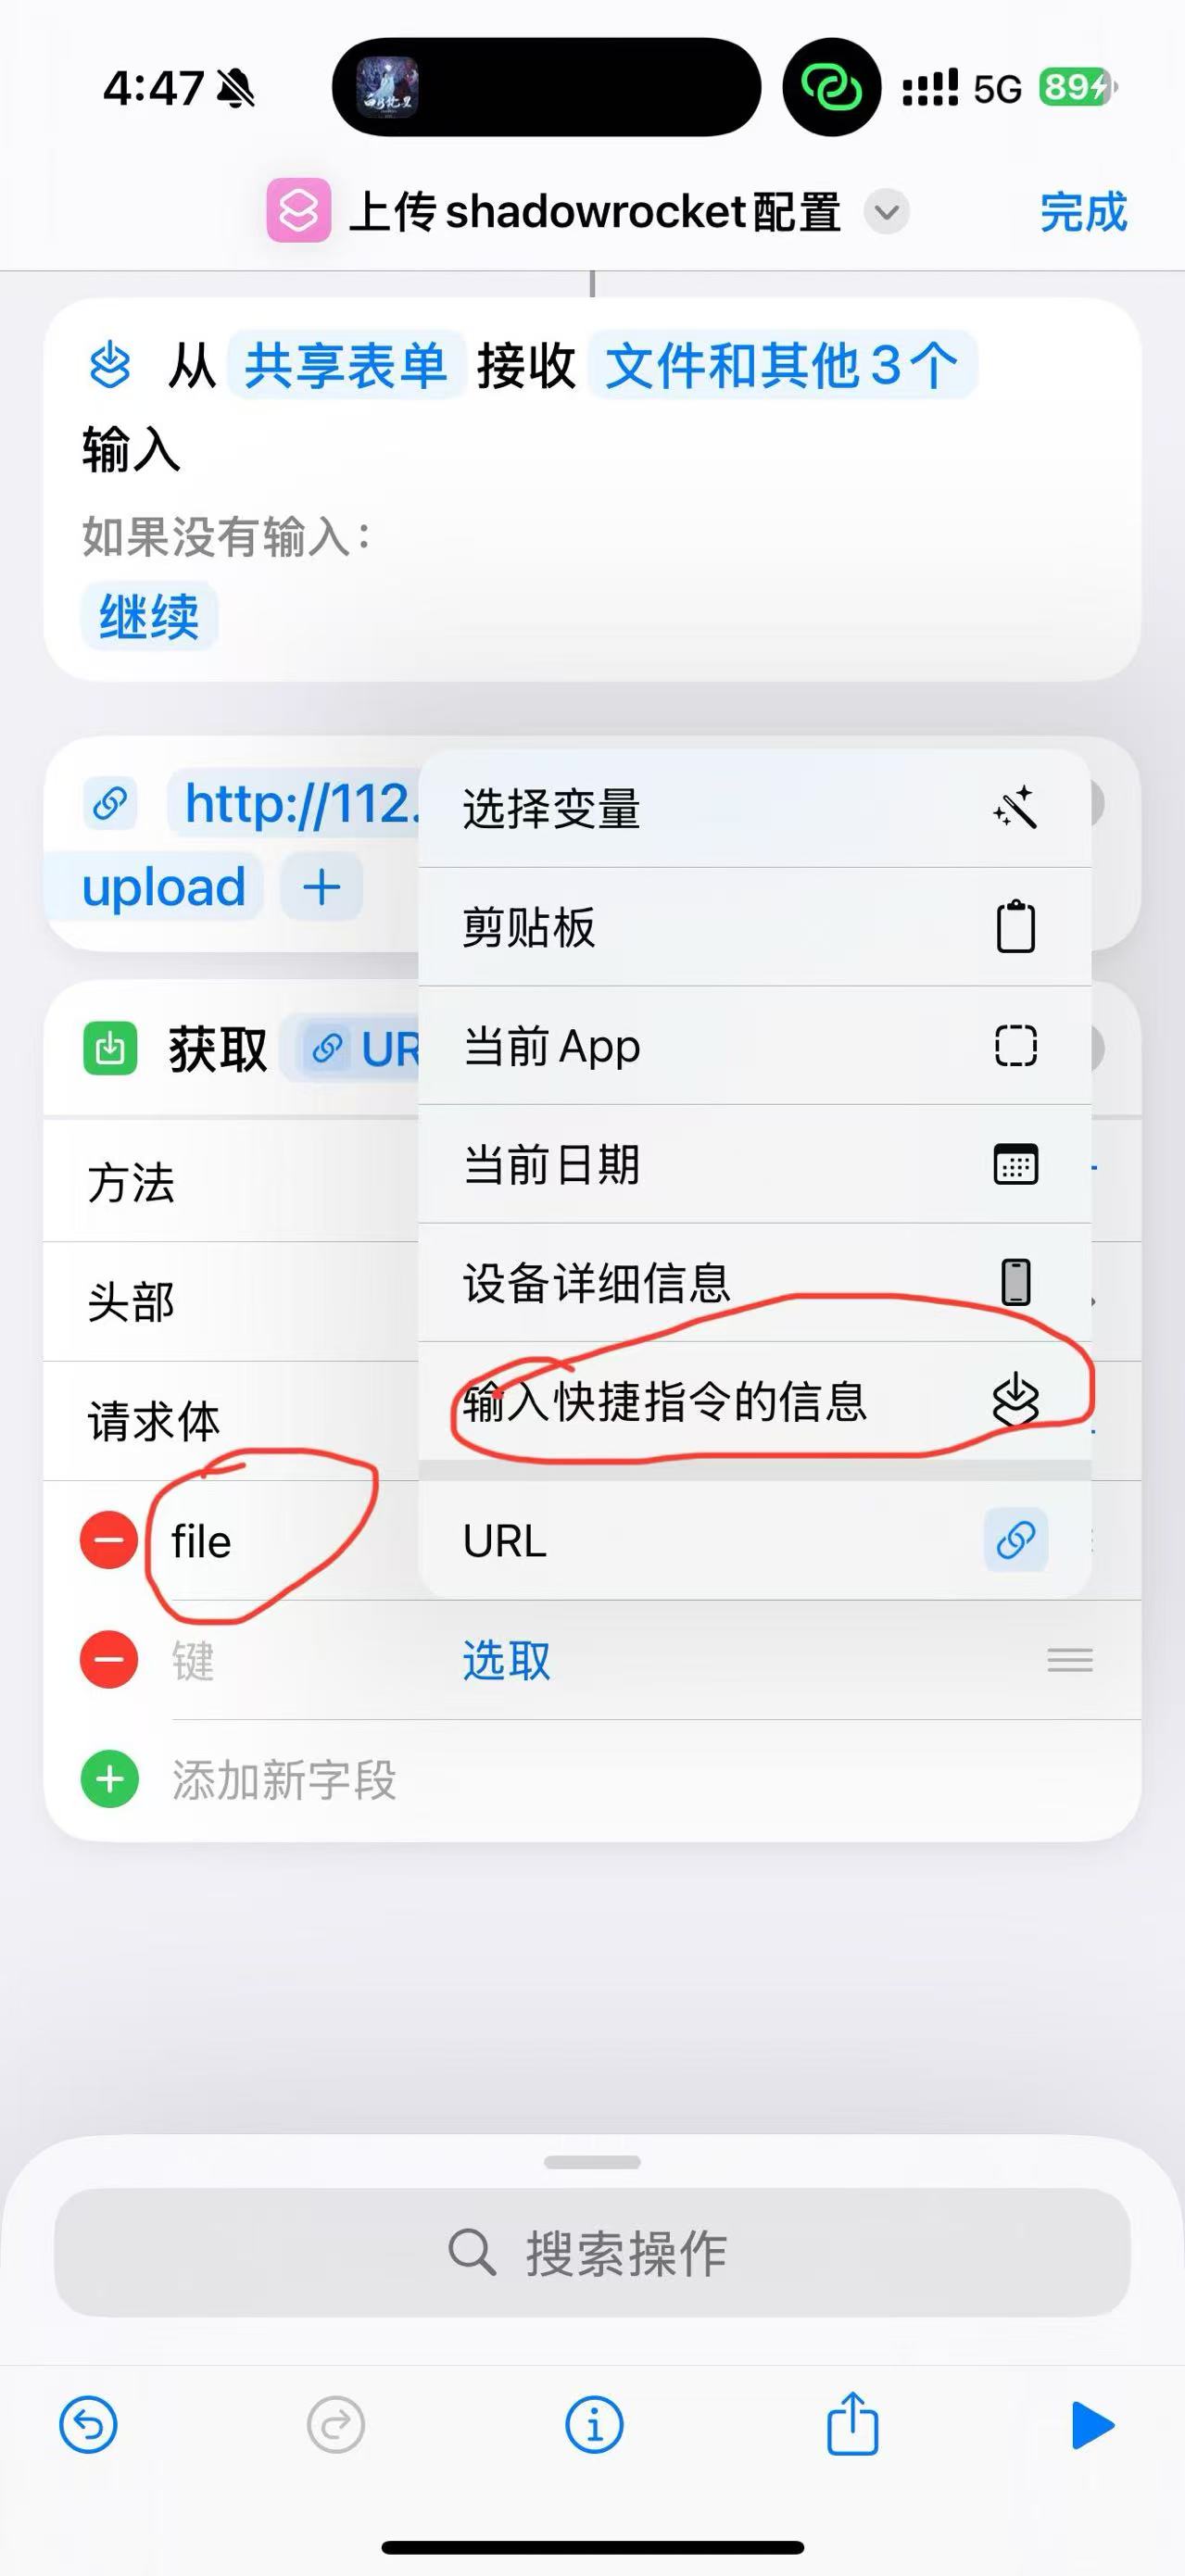 4:47
5G
89
上传shadowrocket配置
完成
从 共享表单 接收 文件和其他3个
输入
如果没有输入：
继续
http://112.
upload
选择变量
剪贴板
获取 UR
当前 App
方法
当前日期
头部
设备详细信息
请求体
输入快捷指令的信息
file
URL
键
选取
添加新字段
搜索操作